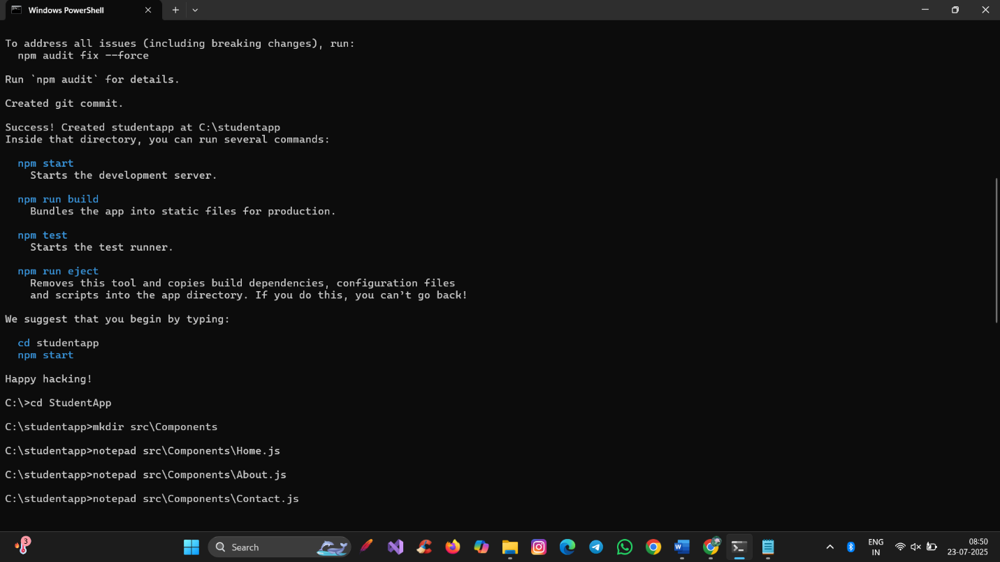 Windows PowerShell
To address all issues (including breaking changes), run:
npm audit fix --force
Run `npm audit` for details.
Created git commit.
Success! Created studentapp at C:\studentapp
Inside that directory, you can run several commands:
npm start
Starts the development server.
npm run build
Bundles the app into static files for production.
npm test
Starts the test runner.
npm run eject
Removes this tool and copies build dependencies, configuration files
and scripts into the app directory. If you do this, you can’t go back!
We suggest that you begin by typing:
cd studentapp
npm start
Happy hacking!
C:\>cd StudentApp
C:\studentapp>mkdir src\Components
C:\studentapp>notepad src\Components\Home.js
C:\studentapp>notepad src\Components\About.js
C:\studentapp>notepad src\Components\Contact.js
3
Search
W
ENG
IN
08:50
23-07-2025